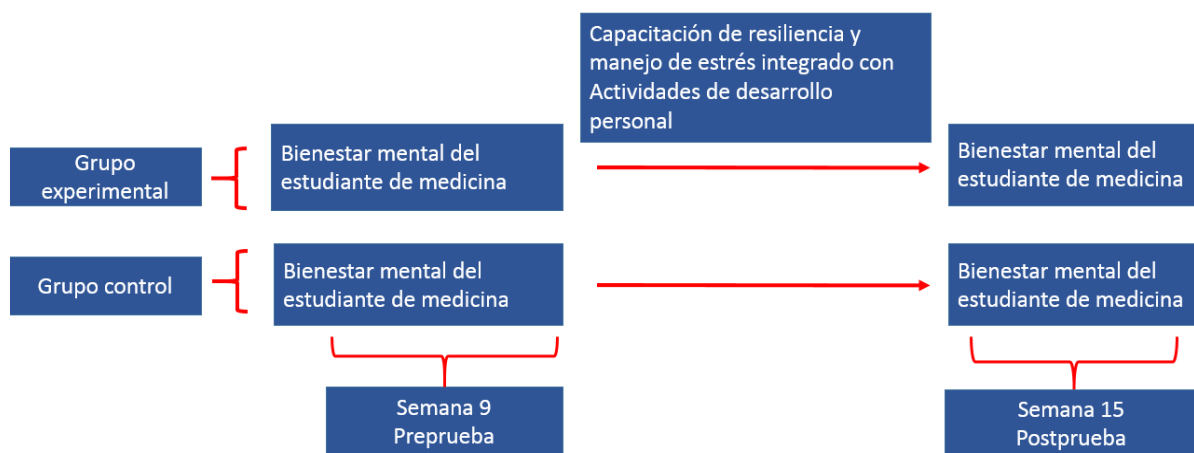 Capacitación de resiliencia y
manejo de estrés integrado con
Actividades de desarrollo
personal
Grupo
experimental
Bienestar mental del
estudiante de medicina
Bienestar mental del
estudiante de medicina
Grupo control
Bienestar mental del
estudiante de medicina
Bienestar mental del
estudiante de medicina
Semana 9
Preprueba
Semana 15
Postprueba